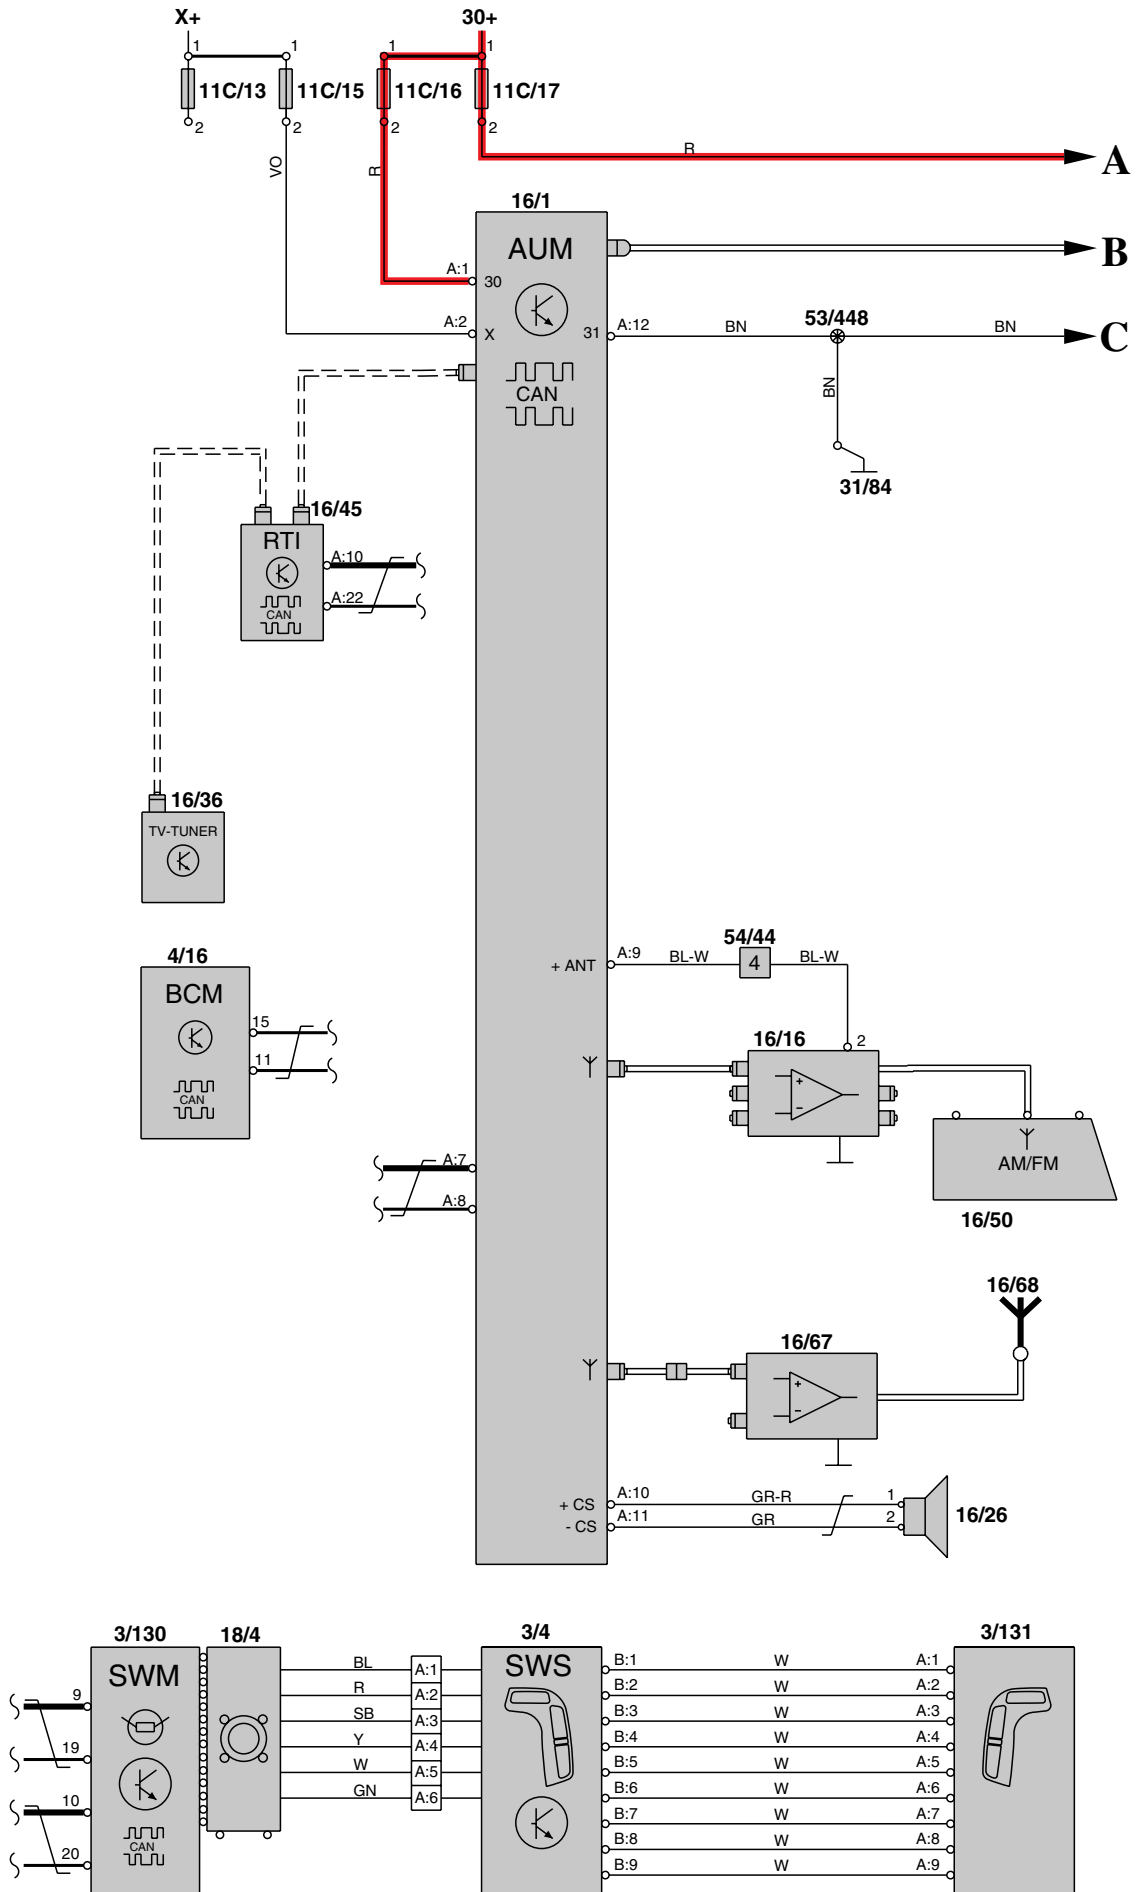 X+ 30+
1 1 1 1
11C/13 11C/15 11C/16 11C/17
2 2 2 2
VO R R
A
16/1
AUM
B
A:1 30
A:2 X 31 A:12 BN 53/448 BN C
CAN
BN
31/84
16/45
RTI
A:10
CAN
A:22
16/36
TV-TUNER
54/44
+ ANT A:9 BL-W 4 BL-W
4/16
BCM
15
11
CAN
16/16 2
+
-
AM/FM
16/50
A:7
A:8
16/68
16/67
+
-
+ CS A:10 GR-R 1
- CS A:11 GR 2
16/26
3/130 18/4 3/4 3/131
SWM SWS
9
19
10
20
CAN
BL A:1
R A:2
SB A:3
Y A:4
W A:5
GN A:6
B:1 W A:1
B:2 W A:2
B:3 W A:3
B:4 W A:4
B:5 W A:5
B:6 W A:6
B:7 W A:7
B:8 W A:8
B:9 W A:9